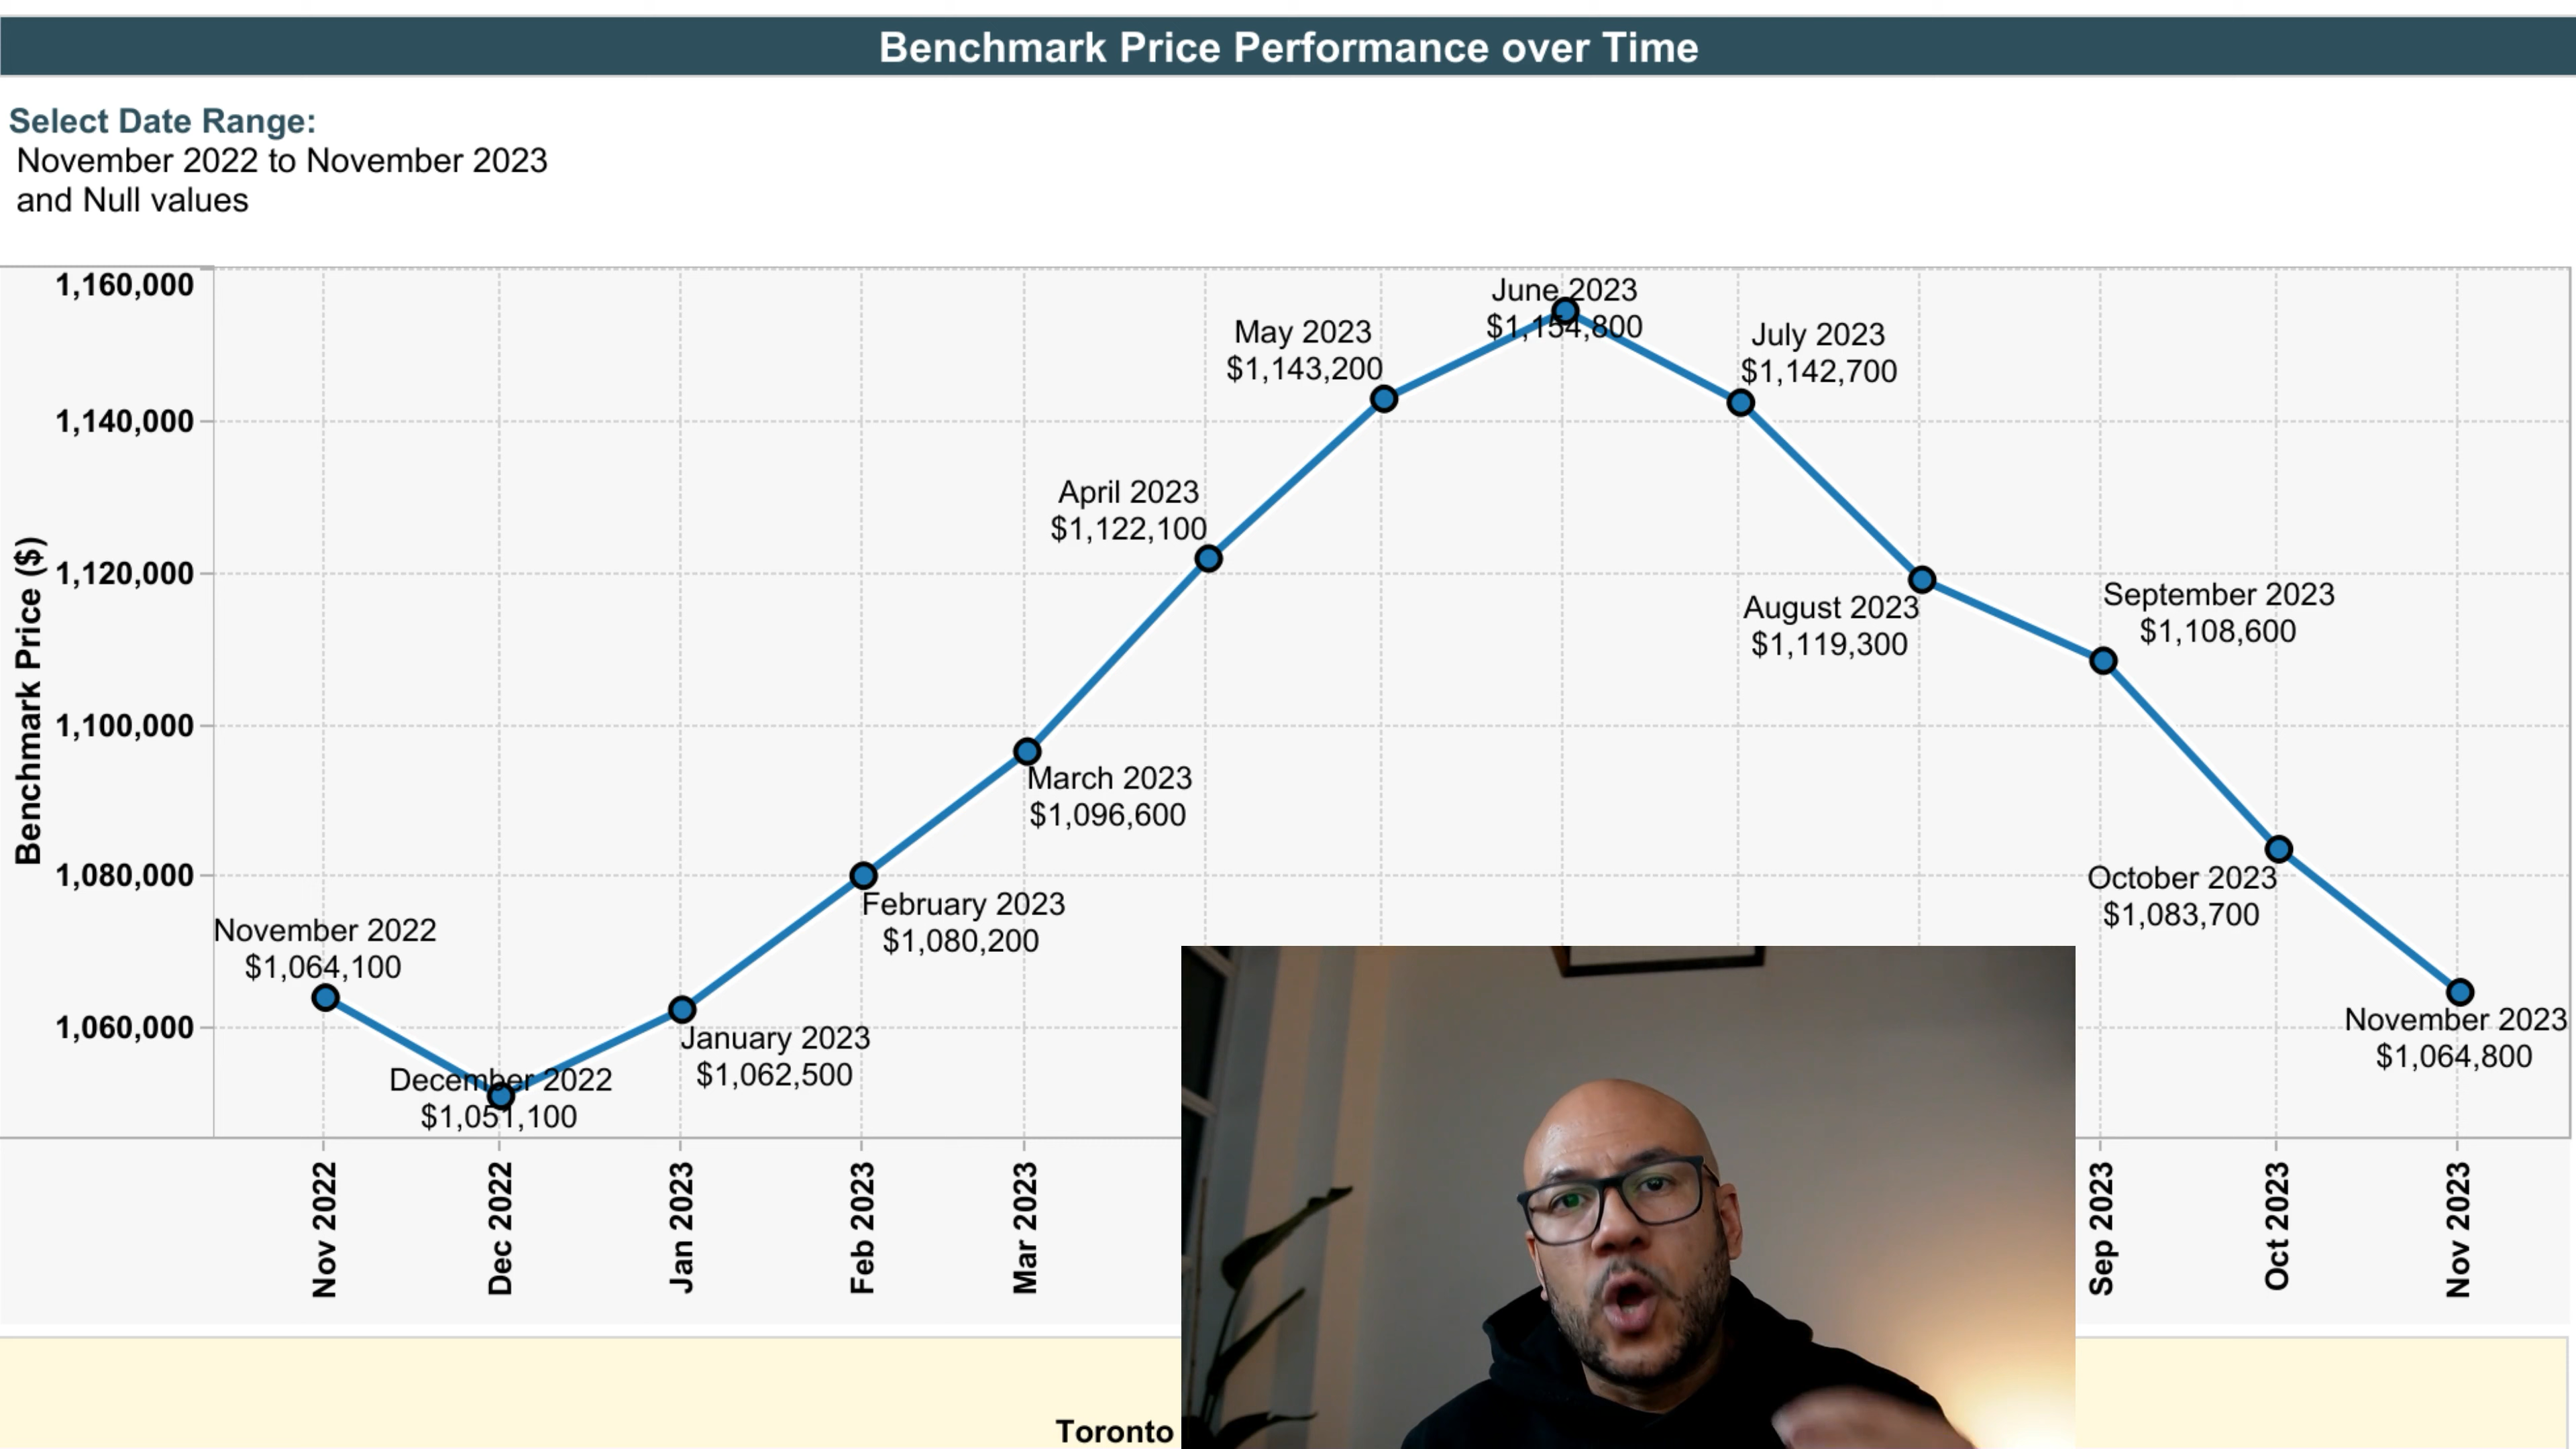 Benchmark Price Performance over Time
Select Date Range:
November 2022 to November 2023
and Null values
Benchmark Price ($)
1,160,000
1,140,000
1,120,000
1,100,000
1,080,000
1,060,000
November 2022
$1,064,100
December 2022
$1,051,100
January 2023
$1,062,500
February 2023
$1,080,200
March 2023
$1,096,600
April 2023
$1,122,100
May 2023
$1,143,200
June 2023
$1,154,800
July 2023
$1,142,700
August 2023
$1,119,300
September 2023
$1,108,600
October 2023
$1,083,700
November 2023
$1,064,800
Nov 2022
Dec 2022
Jan 2023
Feb 2023
Mar 2023
Sep 2023
Oct 2023
Nov 2023
Toronto